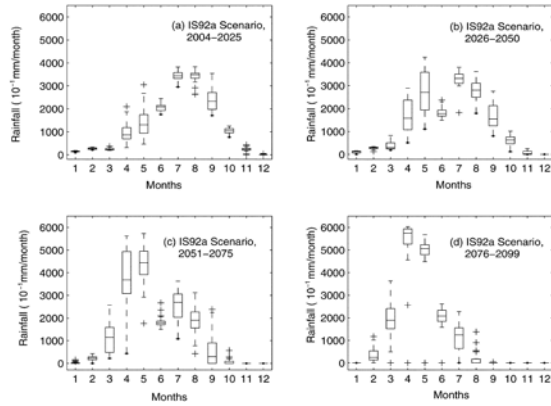 (a) IS92a Scenario,
2004−2025
Rainfall ( 10⁻¹ mm/month)
6000
5000
4000
3000
2000
1000
0
1 2 3 4 5 6 7 8 9 10 11 12
Months
(b) IS92a Scenario,
2026−2050
Rainfall ( 10⁻¹ mm/month)
6000
5000
4000
3000
2000
1000
0
1 2 3 4 5 6 7 8 9 10 11 12
Months
(c) IS92a Scenario,
2051−2075
Rainfall ( 10⁻¹mm/month)
6000
5000
4000
3000
2000
1000
0
1 2 3 4 5 6 7 8 9 10 11 12
Months
(d) IS92a Scenario,
2076−2099
Rainfall ( 10⁻¹mm/month)
6000
5000
4000
3000
2000
1000
0
1 2 3 4 5 6 7 8 9 10 11 12
Months